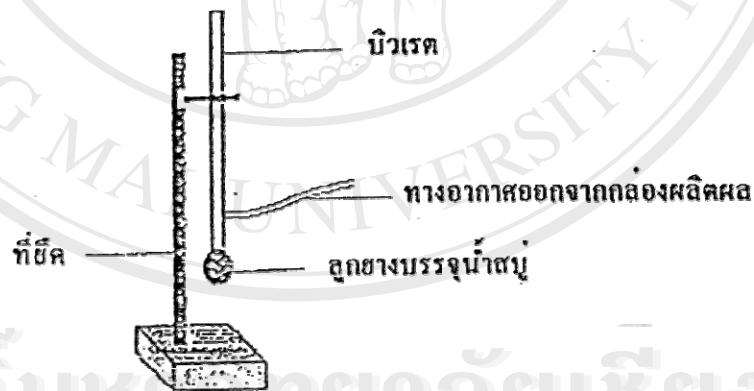 บิวเรต
ทางอากาศออกจากกล่องผลิตผล
ที่ยึด
ลูกยางบรรจุน้ำสบู่
MAI UNIVERSITY